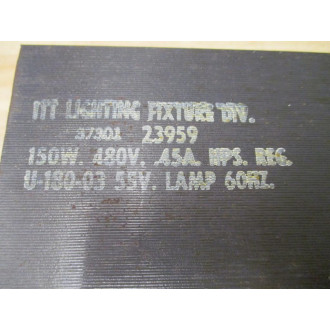 ITT LIGHTING FIXTURE DIV.
37301 23959
150W. 480V. .45A. HPS. REG.
U-180-03 55V. LAMP 60HZ.